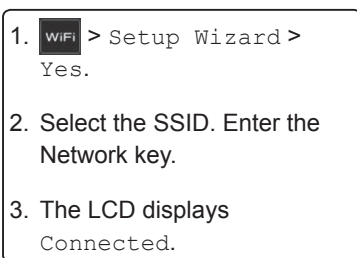 1. WiFi > Setup Wizard >
Yes.
2. Select the SSID. Enter the
Network key.
3. The LCD displays
Connected.